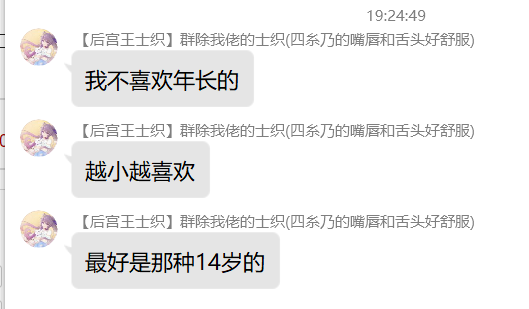 19:24:49
【后宫王士织】群除我佬的士织(四糸乃的嘴唇和舌头好舒服)
我不喜欢年长的
【后宫王士织】群除我佬的士织(四糸乃的嘴唇和舌头好舒服)
越小越喜欢
【后宫王士织】群除我佬的士织(四糸乃的嘴唇和舌头好舒服)
最好是那种14岁的